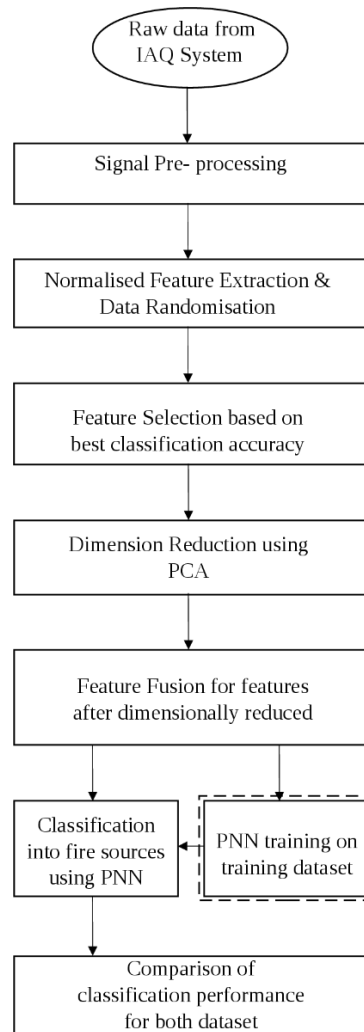 Raw data from
IAQ System
Signal Pre- processing
Normalised Feature Extraction &
Data Randomisation
Feature Selection based on
best classification accuracy
Dimension Reduction using
PCA
Feature Fusion for features
after dimensionally reduced
Classification
into fire sources
using PNN
PNN training on
training dataset
Comparison of
classification performance
for both dataset